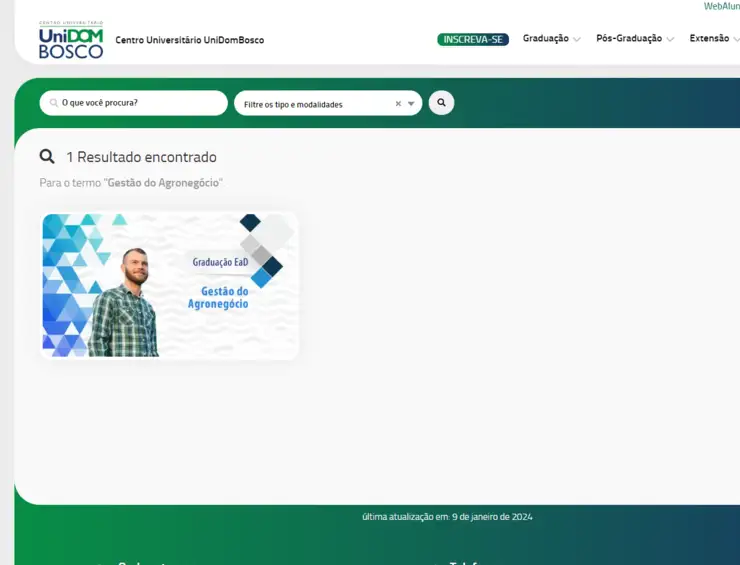 WebAlun
CENTRO UNIVERSITÁRIO
UniDOM
BOSCO
Centro Universitário UniDomBosco
INSCREVA-SE
Graduação
Pós-Graduação
Extensão
O que você procura?
Filtre os tipo e modalidades
1 Resultado encontrado
Para o termo "Gestão do Agronegócio"
Graduação EaD
Gestão do
Agronegócio
última atualização em: 9 de janeiro de 2024